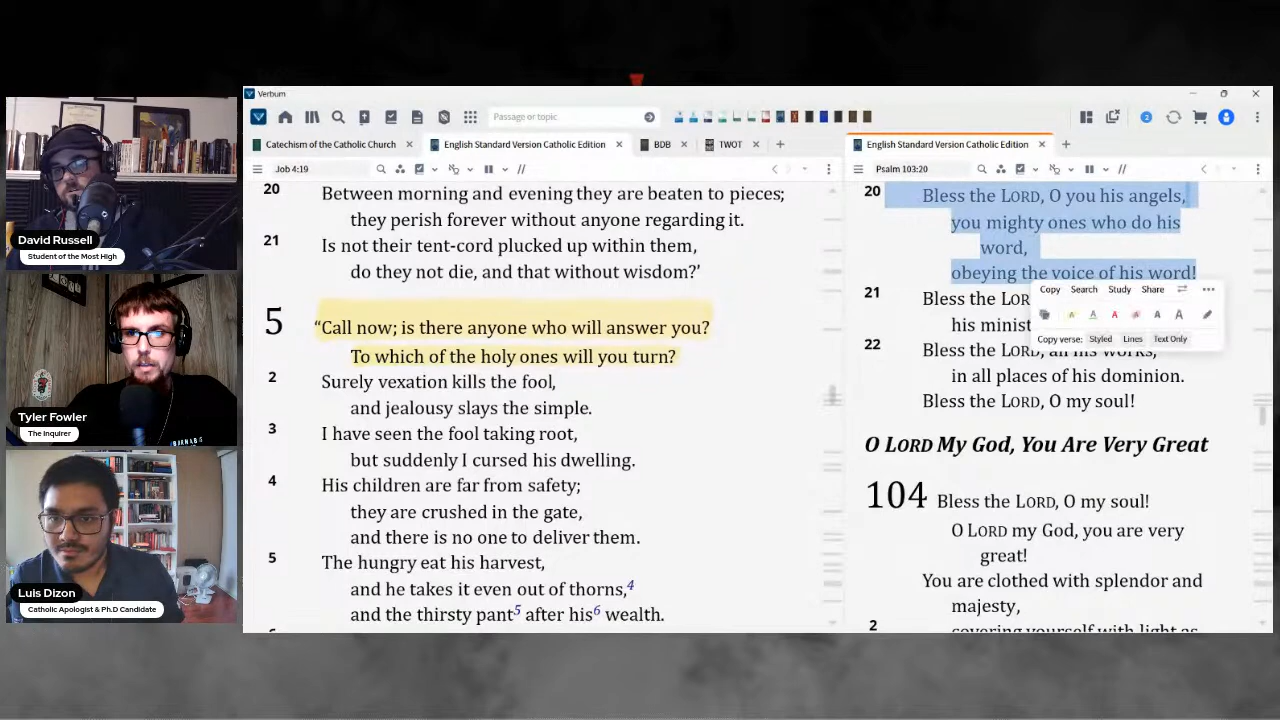 David Russell
Student of the Most High
Tyler Fowler
The Inquirer
Luis Dizon
Catholic Apologist & Ph.D Candidate
Verbum
Passage or topic
2
Catechism of the Catholic Church
English Standard Version Catholic Edition
BDB
TWOT
English Standard Version Catholic Edition
Job 4:19
Psalm 103:20
20 Between morning and evening they are beaten to pieces;
they perish forever without anyone regarding it.
21 Is not their tent-cord plucked up within them,
do they not die, and that without wisdom?’
5 “Call now; is there anyone who will answer you?
To which of the holy ones will you turn?
2 Surely vexation kills the fool,
and jealousy slays the simple.
3 I have seen the fool taking root,
but suddenly I cursed his dwelling.
4 His children are far from safety;
they are crushed in the gate,
and there is no one to deliver them.
5 The hungry eat his harvest,
and he takes it even out of thorns,4
and the thirsty pant5 after his6 wealth.
20 Bless the LORD, O you his angels,
you mighty ones who do his
word,
obeying the voice of his word!
21 Bless the
his minist
22 Bless the LORD, all his works,
in all places of his dominion.
Bless the LORD, O my soul!
Copy Search Study Share
Copy verse: Styled Lines Text Only
O LORD My God, You Are Very Great
104 Bless the LORD, O my soul!
O LORD my God, you are very
great!
You are clothed with splendor and
majesty,
2 covering yourself with light as